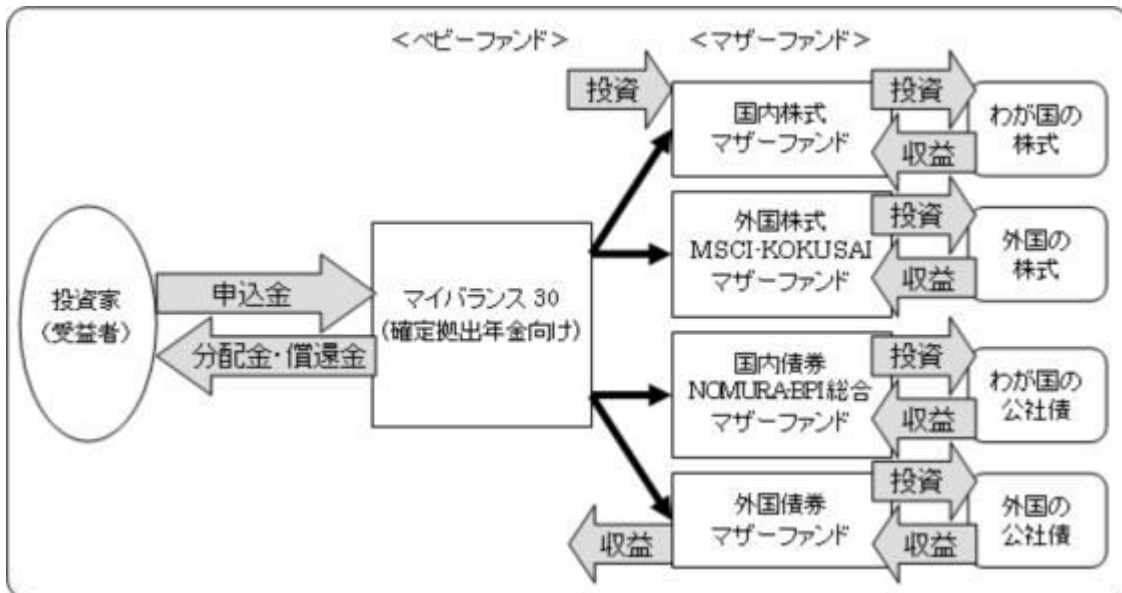 ＜ベビーファンド＞
＜マザーファンド＞
投資
国内株式
マザーファンド
投資
収益
わが国の
株式
外国株式
MSCI-KOKUSAI
マザーファンド
投資
収益
外国の
株式
投資家
（受益者）
申込金
分配金・償還金
マイバランス 30
（確定拠出年金向け）
国内債券
NOMURA-BPI総合
マザーファンド
投資
収益
わが国の
公社債
外国債券
マザーファンド
投資
収益
外国の
公社債
収益